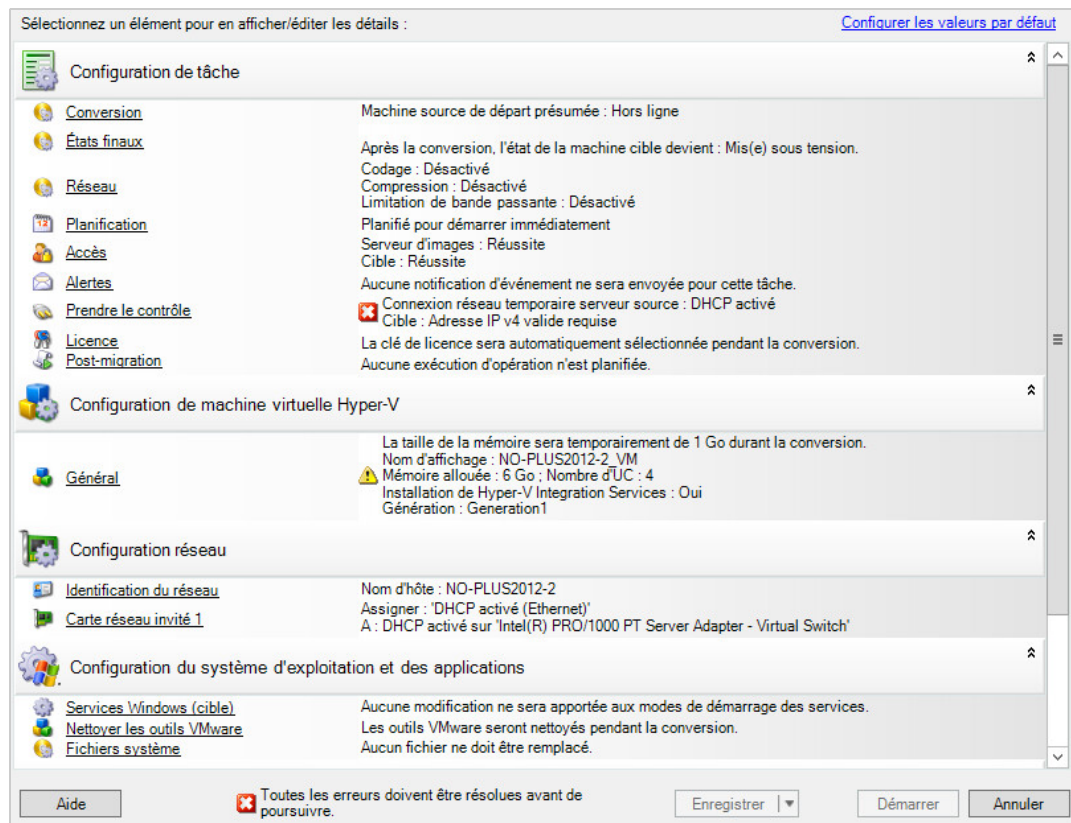 Sélectionnez un élément pour en afficher/éditer les détails :
Configurer les valeurs par défaut
Configuration de tâche
Conversion
Machine source de départ présumée : Hors ligne
États finaux
Après la conversion, l'état de la machine cible devient : Mis(e) sous tension.
Réseau
Codage : Désactivé
Compression : Désactivé
Limitation de bande passante : Désactivé
Planification
Planifié pour démarrer immédiatement
Accès
Serveur d'images : Réussite
Cible : Réussite
Alertes
Aucune notification d'événement ne sera envoyée pour cette tâche.
Prendre le contrôle
Connexion réseau temporaire serveur source : DHCP activé
Cible : Adresse IP v4 valide requise
Licence
La clé de licence sera automatiquement sélectionnée pendant la conversion.
Post-migration
Aucune exécution d'opération n'est planifiée.
Configuration de machine virtuelle Hyper-V
Général
La taille de la mémoire sera temporairement de 1 Go durant la conversion.
Nom d'affichage : NO-PLUS2012-2_VM
Mémoire allouée : 6 Go ; Nombre d'UC : 4
Installation de Hyper-V Integration Services : Oui
Génération : Generation1
Configuration réseau
Identification du réseau
Nom d'hôte : NO-PLUS2012-2
Carte réseau invité 1
Assigner : 'DHCP activé (Ethernet)'
A : DHCP activé sur 'Intel(R) PRO/1000 PT Server Adapter - Virtual Switch'
Configuration du système d'exploitation et des applications
Services Windows (cible)
Aucune modification ne sera apportée aux modes de démarrage des services.
Nettoyer les outils VMware
Les outils VMware seront nettoyés pendant la conversion.
Fichiers système
Aucun fichier ne doit être remplacé.
Aide
Toutes les erreurs doivent être résolues avant de
poursuivre.
Enregistrer
Démarrer
Annuler